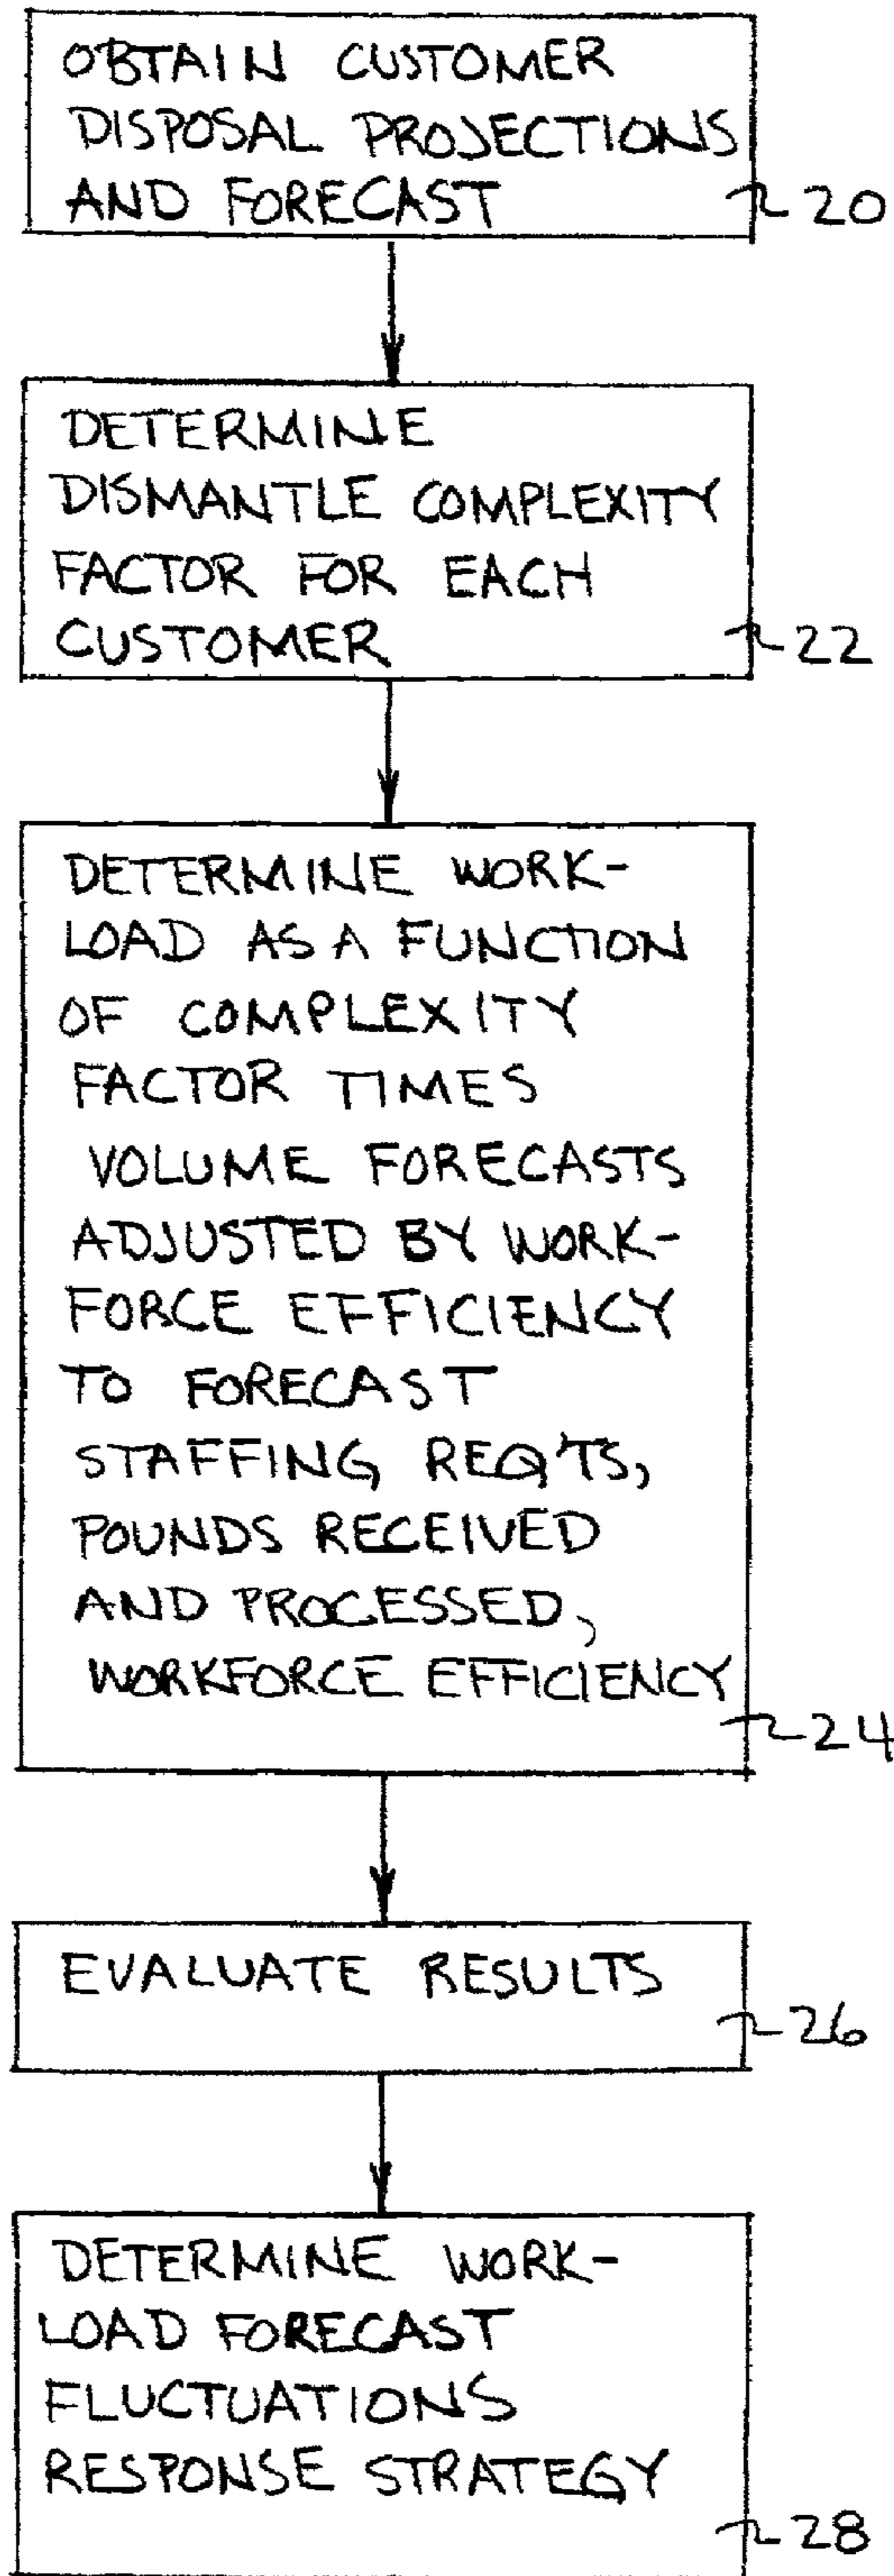 OBTAIN CUSTOMER
DISPOSAL PROJECTIONS
AND FORECAST
20
DETERMINE
DISMANTLE COMPLEXITY
FACTOR FOR EACH
CUSTOMER
22
DETERMINE WORK-
LOAD AS A FUNCTION
OF COMPLEXITY
FACTOR TIMES
VOLUME FORECASTS
ADJUSTED BY WORK-
FORCE EFFICIENCY
TO FORECAST
STAFFING REQ'TS,
POUNDS RECEIVED
AND PROCESSED,
WORKFORCE EFFICIENCY
24
EVALUATE RESULTS
26
DETERMINE WORK-
LOAD FORECAST
FLUCTUATIONS
RESPONSE STRATEGY
28